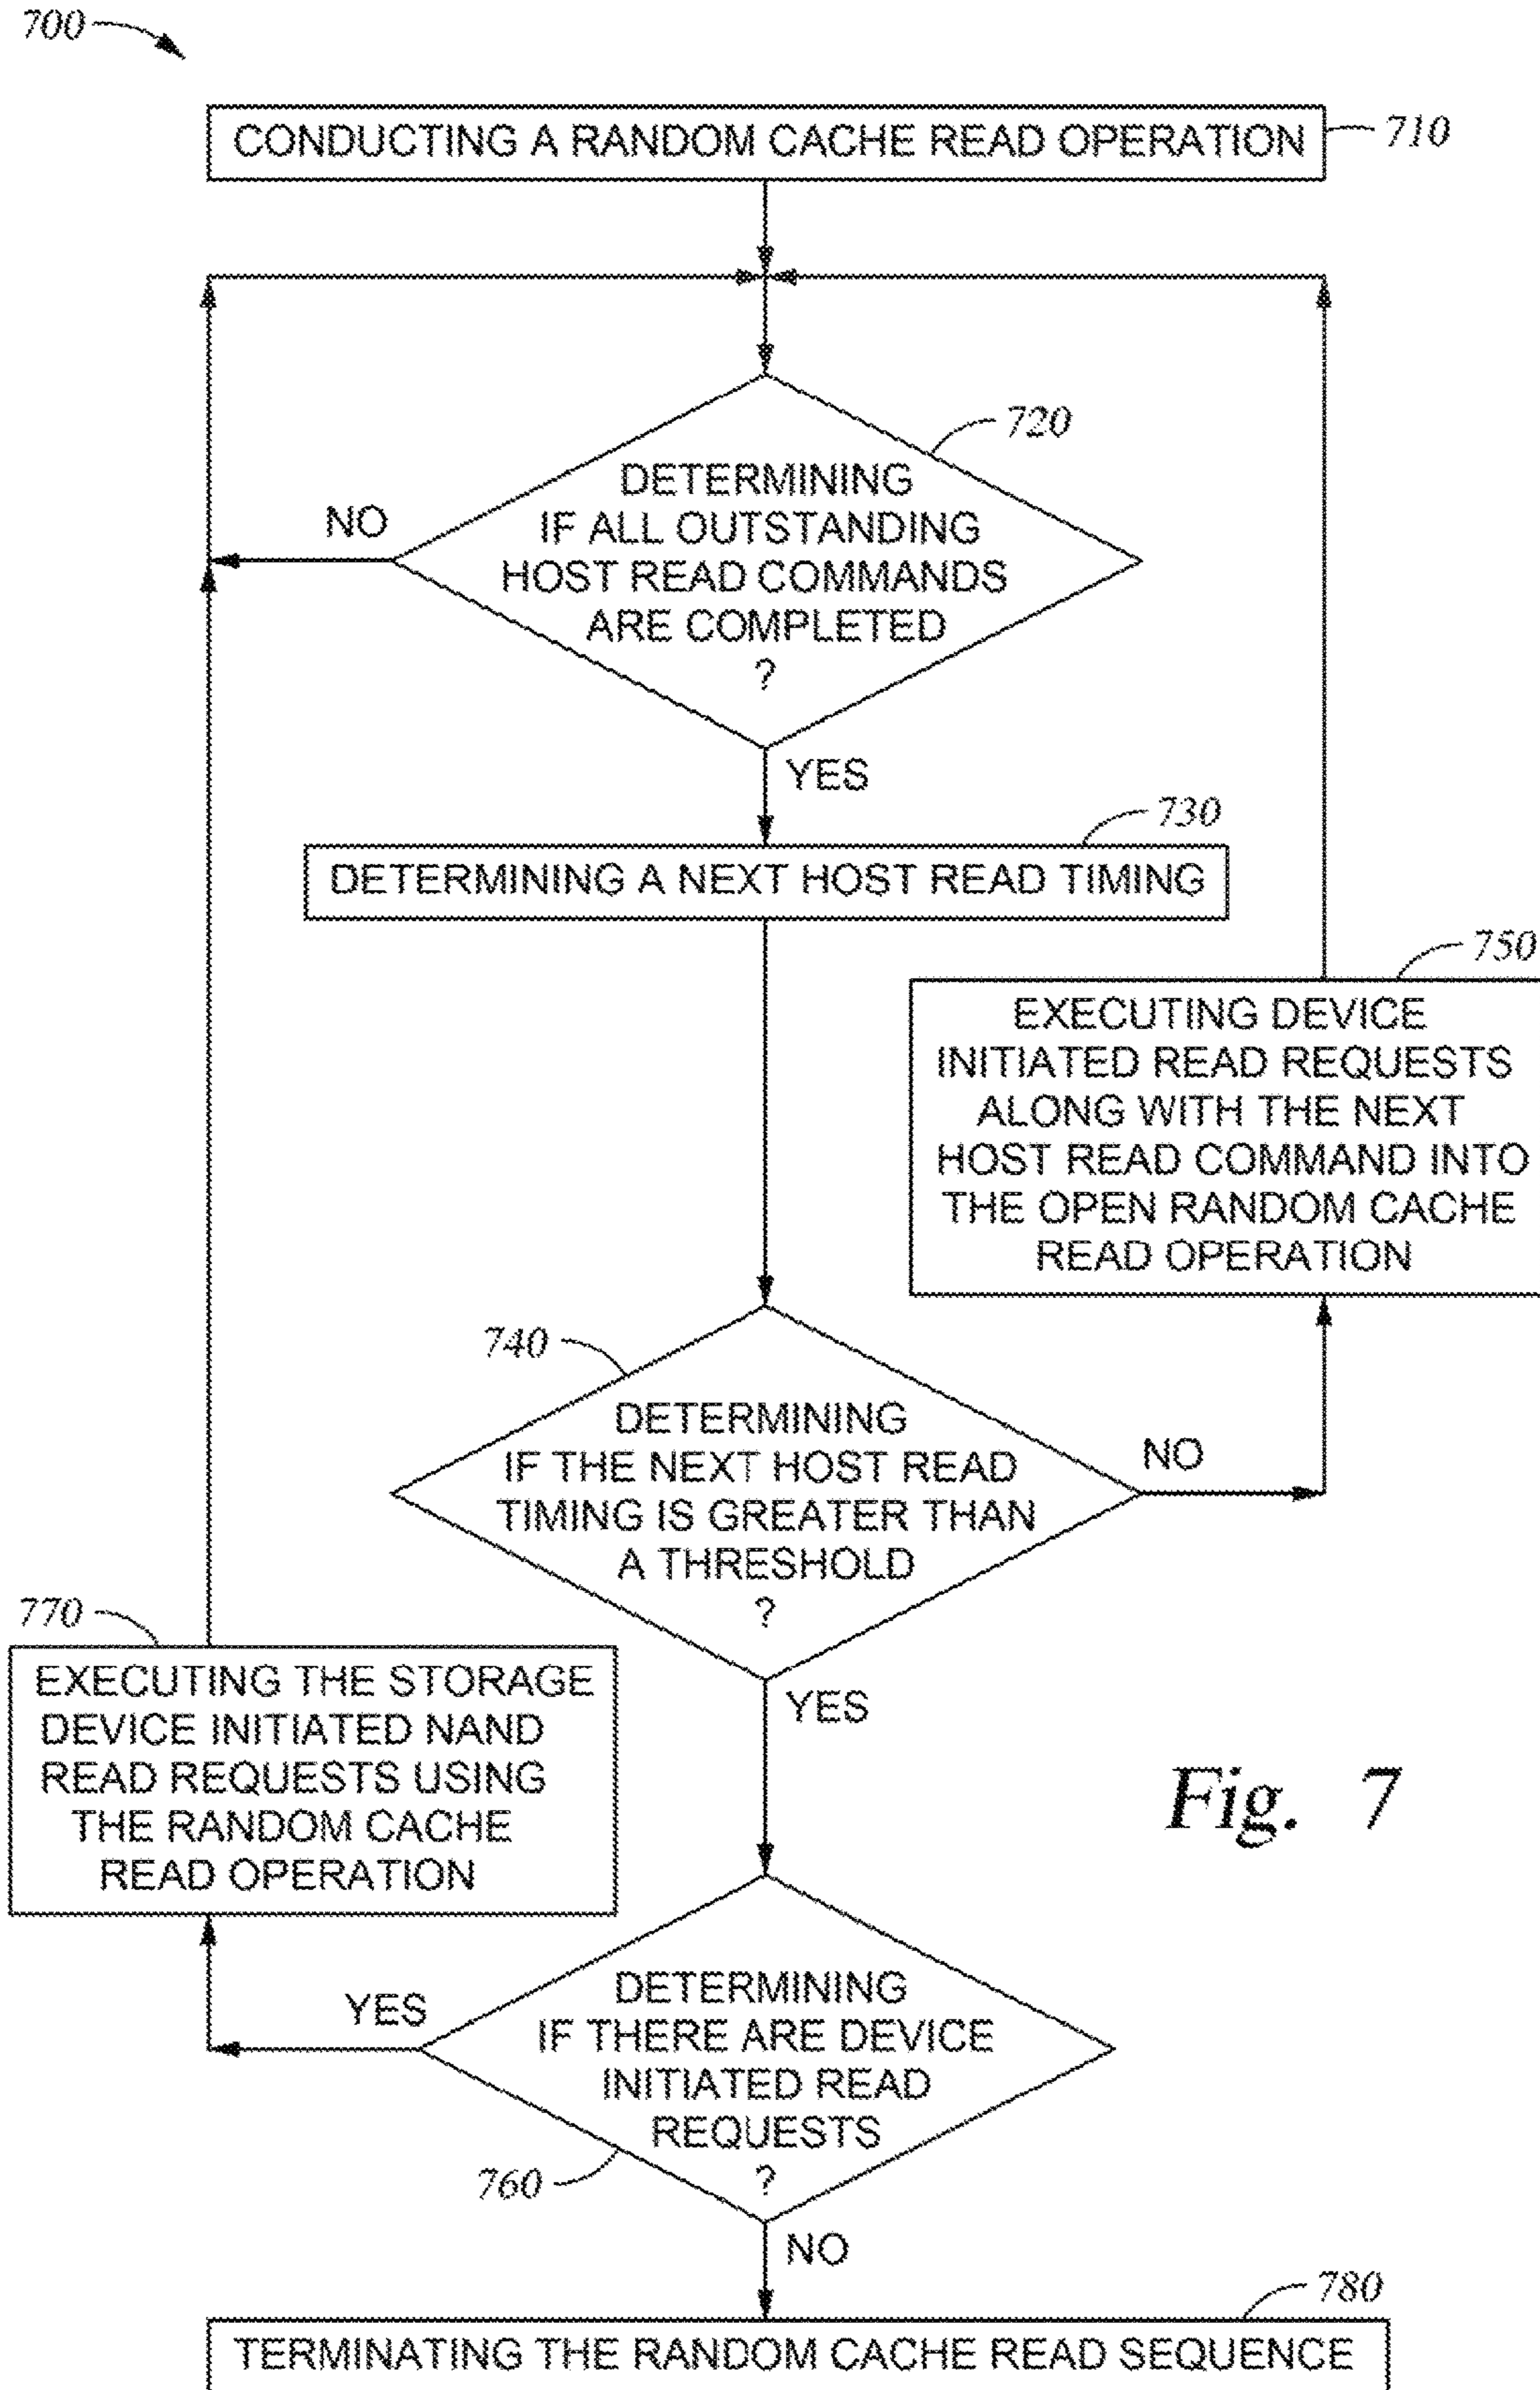 700
CONDUCTING A RANDOM CACHE READ OPERATION
710
720
DETERMINING
IF ALL OUTSTANDING
HOST READ COMMANDS
ARE COMPLETED
?
NO
YES
730
DETERMINING A NEXT HOST READ TIMING
750
EXECUTING DEVICE
INITIATED READ REQUESTS
ALONG WITH THE NEXT
HOST READ COMMAND INTO
THE OPEN RANDOM CACHE
READ OPERATION
740
DETERMINING
IF THE NEXT HOST READ
TIMING IS GREATER THAN
A THRESHOLD
?
NO
YES
770
EXECUTING THE STORAGE
DEVICE INITIATED NAND
READ REQUESTS USING
THE RANDOM CACHE
READ OPERATION
Fig. 7
YES
DETERMINING
IF THERE ARE DEVICE
INITIATED READ
REQUESTS
?
760
NO
780
TERMINATING THE RANDOM CACHE READ SEQUENCE